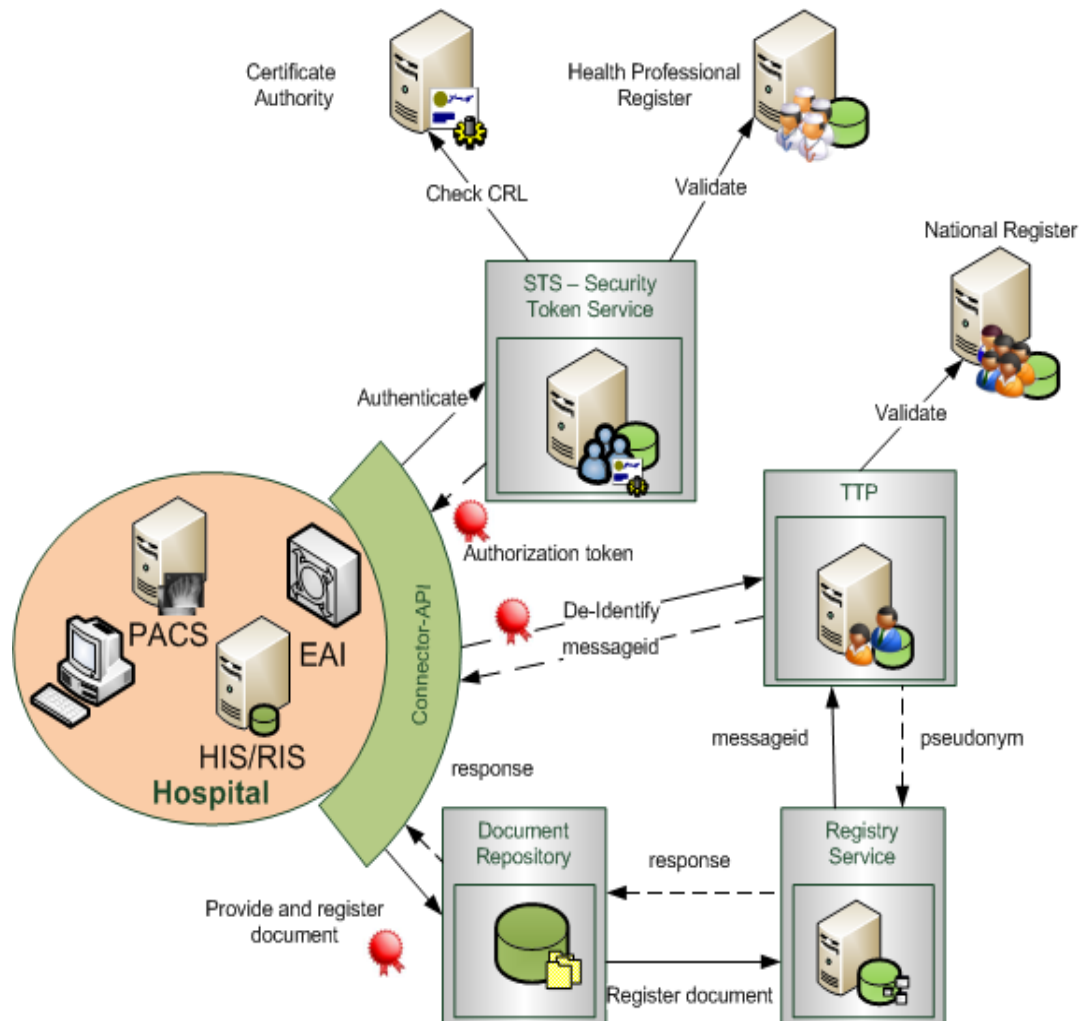 Certificate
Authority
Health Professional
Register
Check CRL
Validate
National Register
STS – Security
Token Service
Authenticate
Validate
TTP
Authorization token
De-Identify
messageid
PACS
EAI
HIS/RIS
Hospital
Connector-API
messageid
pseudonym
response
Document
Repository
response
Registry
Service
Provide and register
document
Register document